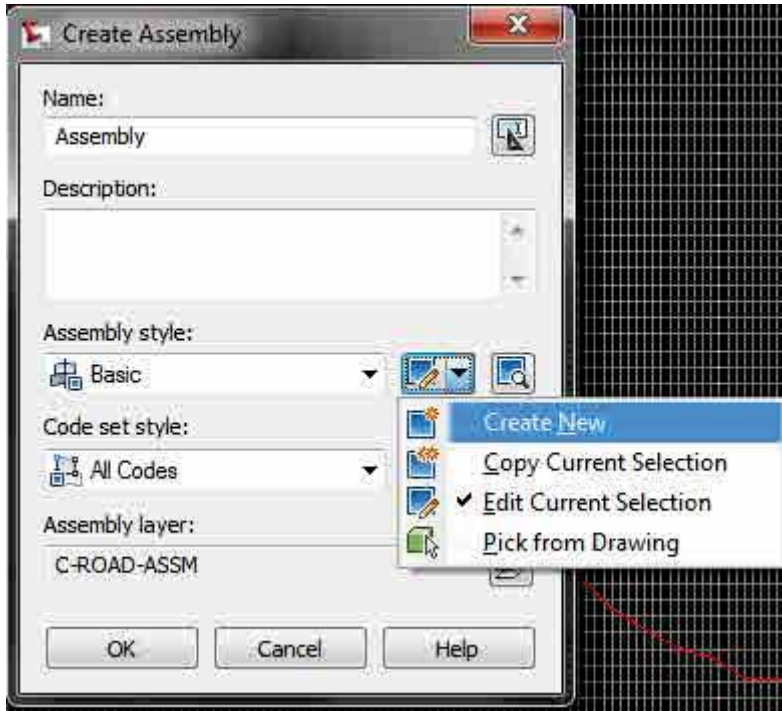 Create Assembly
Name:
Assembly
Description:
Assembly style:
Basic
Code set style:
All Codes
Assembly layer:
C-ROAD-ASSM
Create New
Copy Current Selection
Edit Current Selection
Pick from Drawing
OK Cancel Help